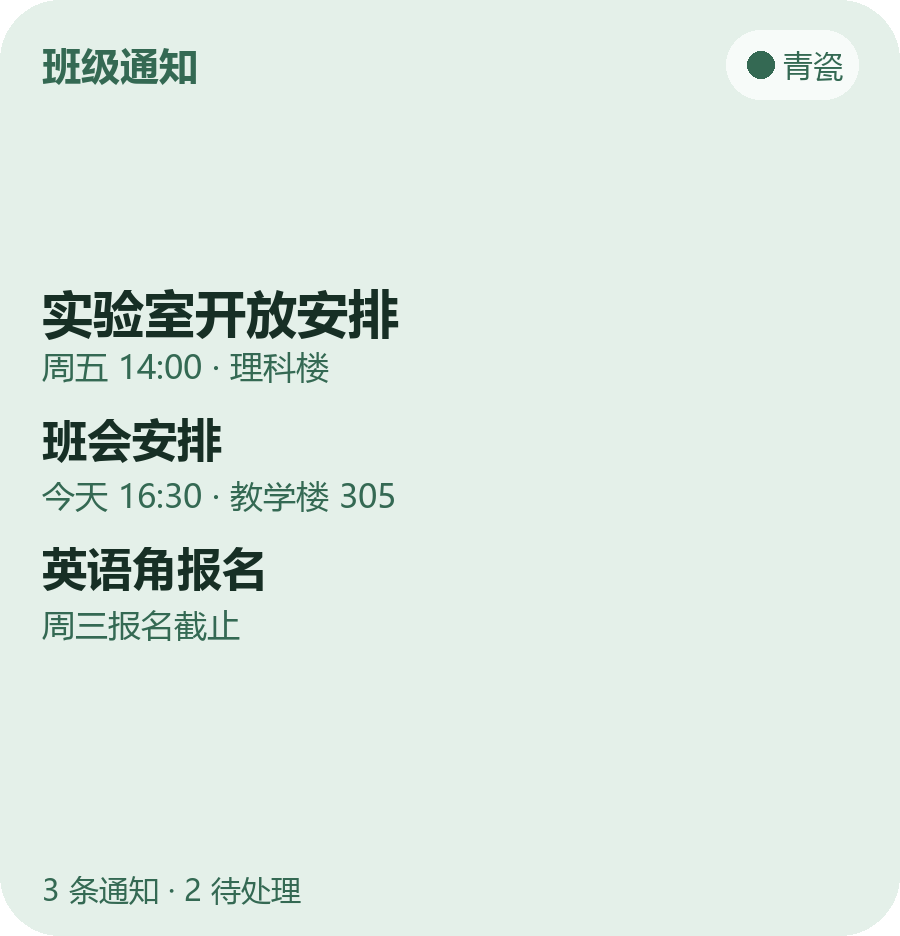 班级通知
青瓷
实验室开放安排
周五 14:00 · 理科楼
班会安排
今天 16:30 · 教学楼 305
英语角报名
周三报名截止
3 条通知 · 2 待处理